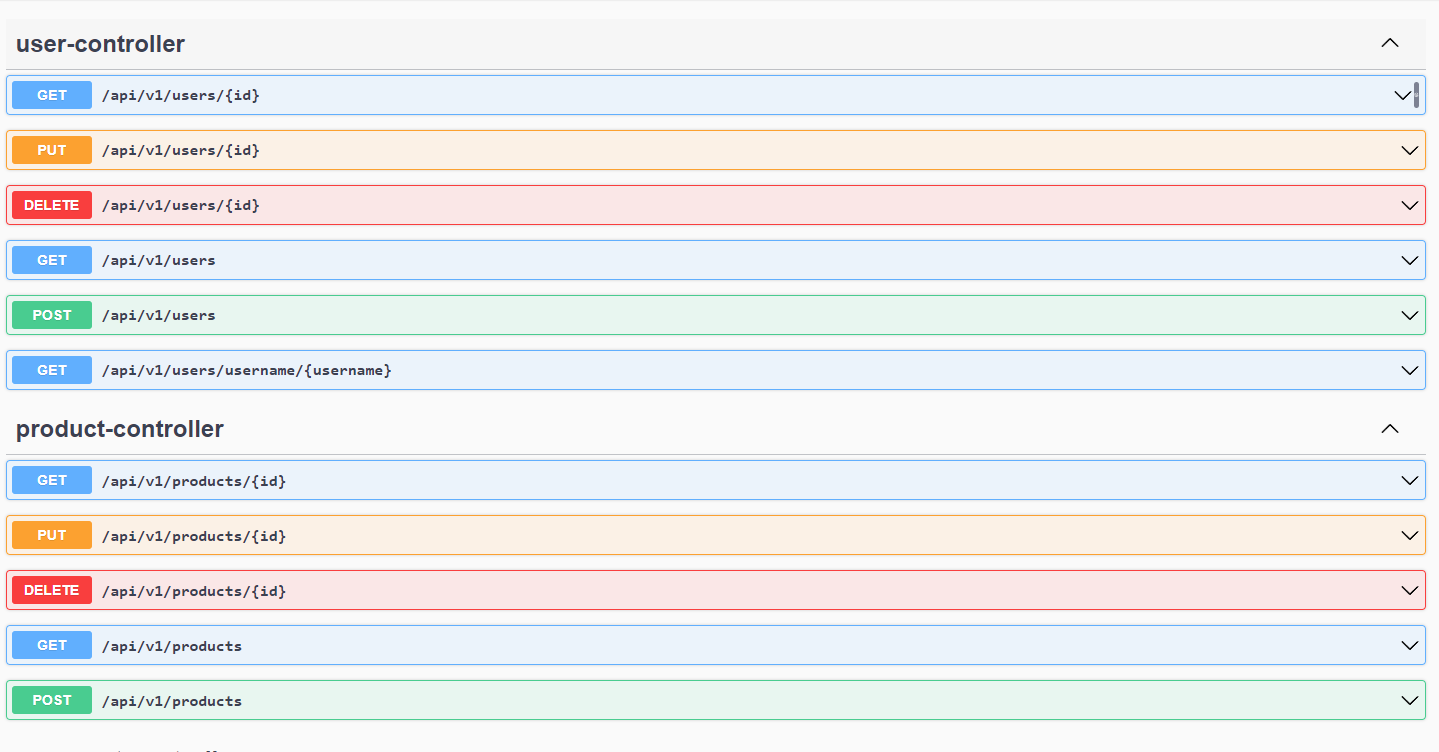 user-controller
GET /api/v1/users/{id}
PUT /api/v1/users/{id}
DELETE /api/v1/users/{id}
GET /api/v1/users
POST /api/v1/users
GET /api/v1/users/username/{username}
product-controller
GET /api/v1/products/{id}
PUT /api/v1/products/{id}
DELETE /api/v1/products/{id}
GET /api/v1/products
POST /api/v1/products